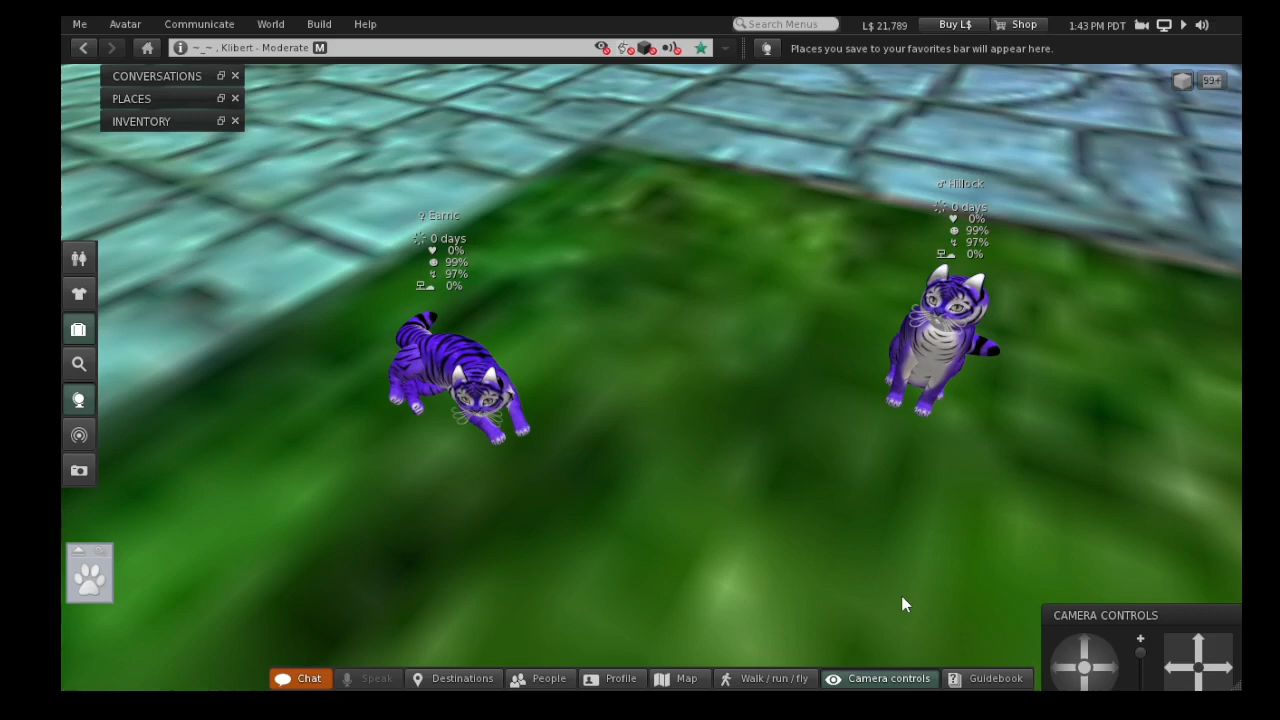 Me Avatar Communicate World Build Help
Search Menus L$ 21,789 Buy L$ Shop 1:43 PM PDT
~_~ , Klibert - Moderate M
Places you save to your favorites bar will appear here.
CONVERSATIONS
PLACES
INVENTORY
99+
♂ Hillock
0 days
♥ 0%
☻ 99%
↯ 97%
0%
♀ Earric
0 days
♥ 0%
☻ 99%
↯ 97%
0%
CAMERA CONTROLS
+
Chat Speak Destinations People Profile Map Walk / run / fly Camera controls Guidebook